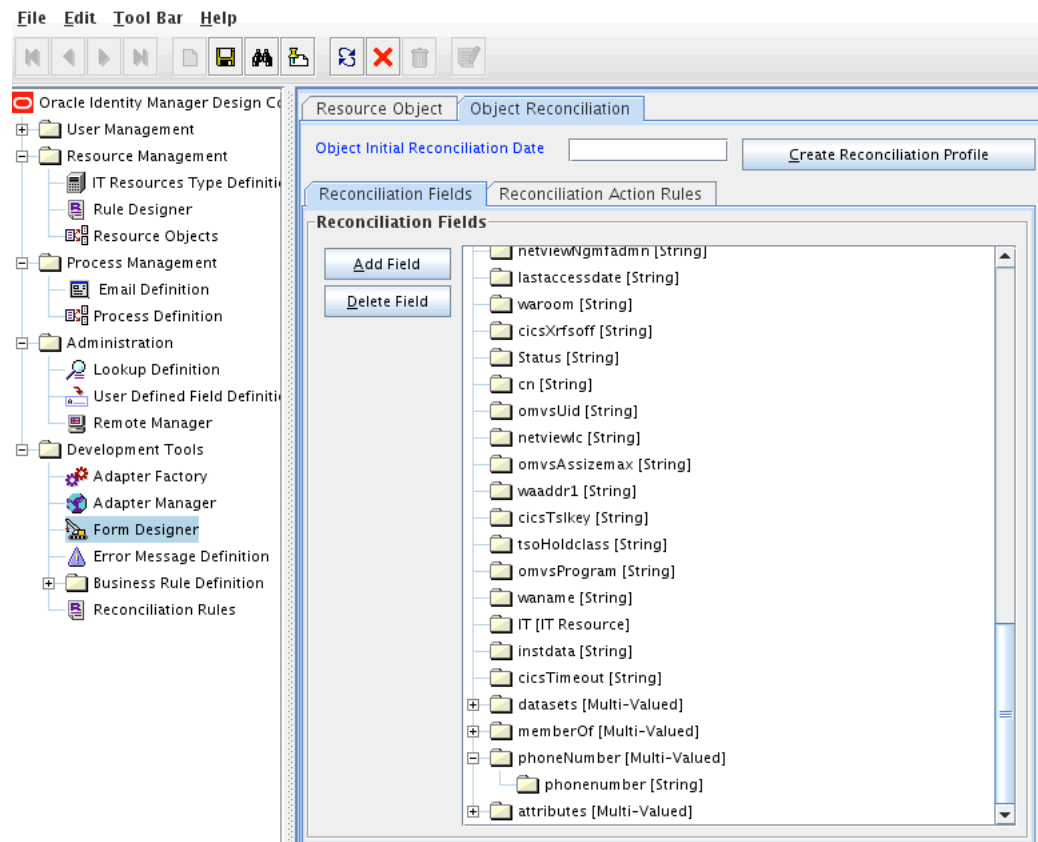 File Edit Tool Bar Help
Oracle Identity Manager Design Co
User Management
Resource Management
IT Resources Type Definiti
Rule Designer
Resource Objects
Process Management
Email Definition
Process Definition
Administration
Lookup Definition
User Defined Field Definiti
Remote Manager
Development Tools
Adapter Factory
Adapter Manager
Form Designer
Error Message Definition
Business Rule Definition
Reconciliation Rules
Resource Object Object Reconciliation
Object Initial Reconciliation Date Create Reconciliation Profile
Reconciliation Fields Reconciliation Action Rules
Reconciliation Fields
Add Field
Delete Field
netviewNgmfadmn [String]
lastaccessdate [String]
waroom [String]
cicsXrfsoff [String]
Status [String]
cn [String]
omvsUid [String]
netviewIc [String]
omvsAssizemax [String]
waaddr1 [String]
cicsTslkey [String]
tsoHoldclass [String]
omvsProgram [String]
waname [String]
IT [IT Resource]
instdata [String]
cicsTimeout [String]
datasets [Multi-Valued]
memberOf [Multi-Valued]
phoneNumber [Multi-Valued]
phonenumber [String]
attributes [Multi-Valued]